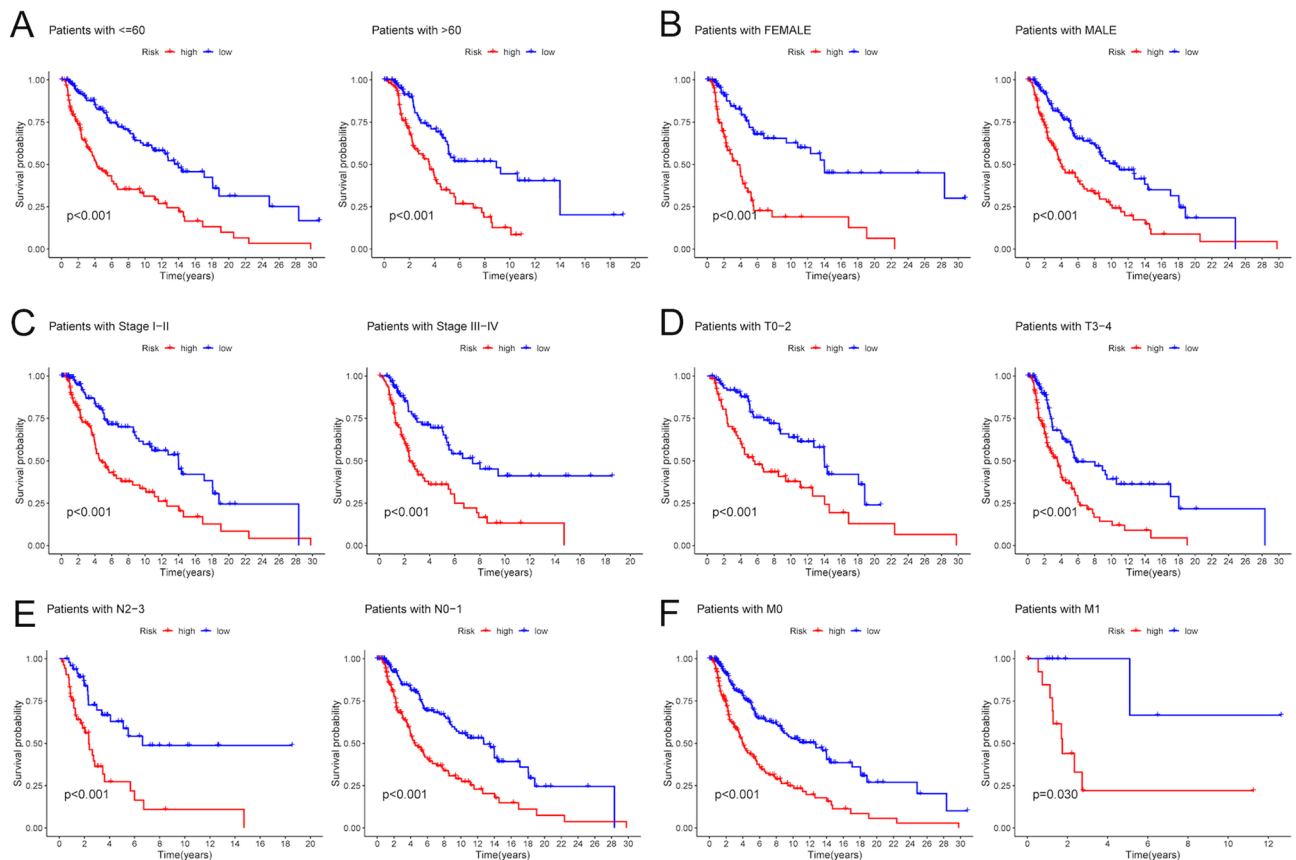 A
Patients with <=60
Risk high low
Survival probability
1.00
0.75
0.50
0.25
0.00
p<0.001
0 2 4 6 8 10 12 14 16 18 20 22 24 26 28 30
Time(years)
Patients with >60
Risk high low
Survival probability
1.00
0.75
0.50
0.25
0.00
p<0.001
0 2 4 6 8 10 12 14 16 18 20
Time(years)
B
Patients with FEMALE
Risk high low
Survival probability
1.00
0.75
0.50
0.25
0.00
p<0.001
0 2 4 6 8 10 12 14 16 18 20 22 24 26 28 30
Time(years)
Patients with MALE
Risk high low
Survival probability
1.00
0.75
0.50
0.25
0.00
p<0.001
0 2 4 6 8 10 12 14 16 18 20 22 24 26 28 30
Time(years)
C
Patients with Stage I−II
Risk high low
Survival probability
1.00
0.75
0.50
0.25
0.00
p<0.001
0 2 4 6 8 10 12 14 16 18 20 22 24 26 28 30
Time(years)
Patients with Stage III−IV
Risk high low
Survival probability
1.00
0.75
0.50
0.25
0.00
p<0.001
0 2 4 6 8 10 12 14 16 18 20
Time(years)
D
Patients with T0−2
Risk high low
Survival probability
1.00
0.75
0.50
0.25
0.00
p<0.001
0 2 4 6 8 10 12 14 16 18 20 22 24 26 28 30
Time(years)
Patients with T3−4
Risk high low
Survival probability
1.00
0.75
0.50
0.25
0.00
p<0.001
0 2 4 6 8 10 12 14 16 18 20 22 24 26 28 30
Time(years)
E
Patients with N2−3
Risk high low
Survival probability
1.00
0.75
0.50
0.25
0.00
p<0.001
0 2 4 6 8 10 12 14 16 18 20
Time(years)
Patients with N0−1
Risk high low
Survival probability
1.00
0.75
0.50
0.25
0.00
p<0.001
0 2 4 6 8 10 12 14 16 18 20 22 24 26 28 30
Time(years)
F
Patients with M0
Risk high low
Survival probability
1.00
0.75
0.50
0.25
0.00
p<0.001
0 2 4 6 8 10 12 14 16 18 20 22 24 26 28 30
Time(years)
Patients with M1
Risk high low
Survival probability
1.00
0.75
0.50
0.25
0.00
p=0.030
0 2 4 6 8 10 12
Time(years)